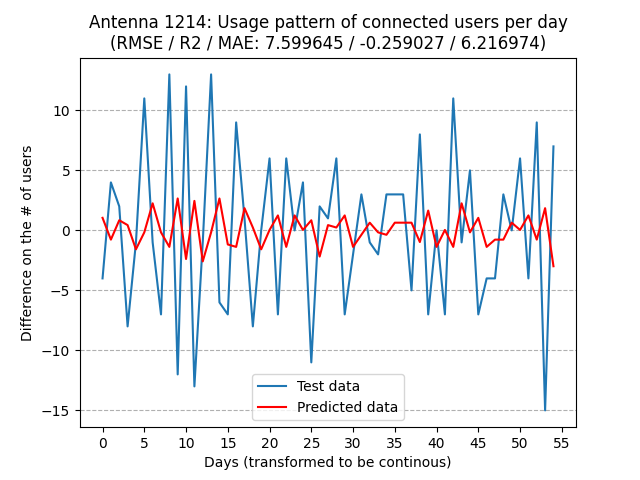 Antenna 1214: Usage pattern of connected users per day
(RMSE / R2 / MAE: 7.599645 / -0.259027 / 6.216974)
Difference on the # of users
10
5
0
−5
−10
−15
Test data
Predicted data
0 5 10 15 20 25 30 35 40 45 50 55
Days (transformed to be continous)